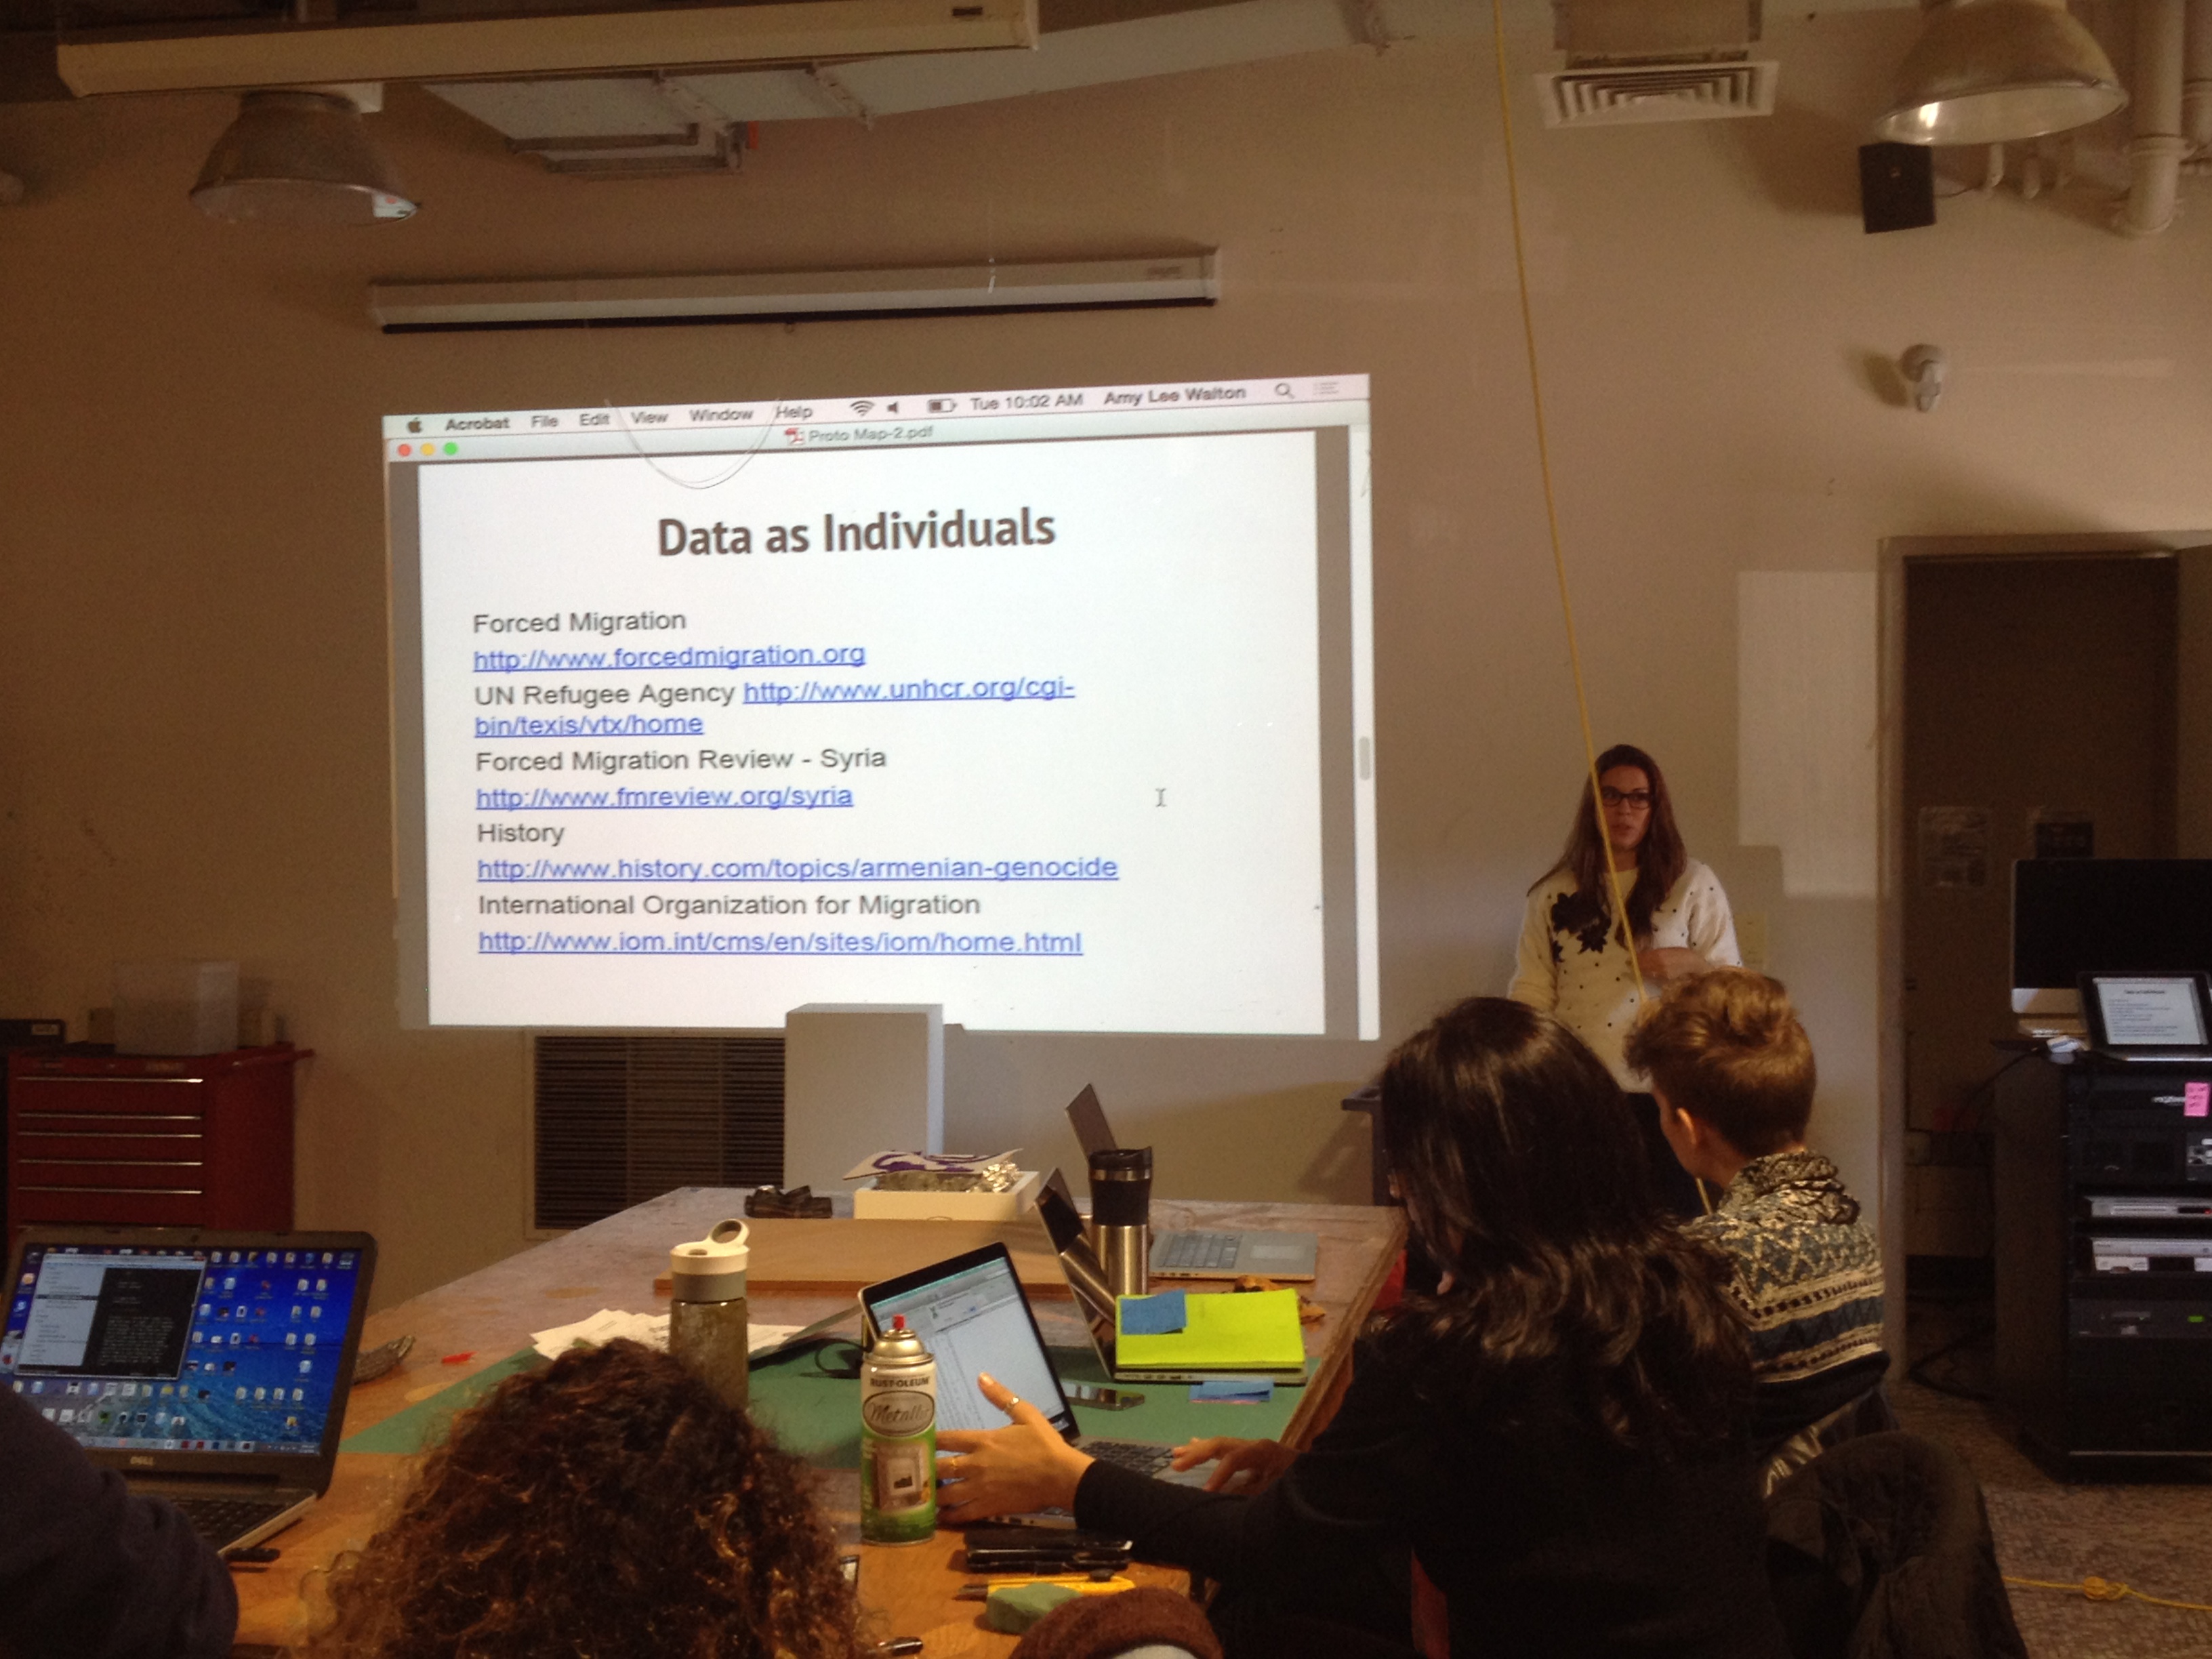 Acrobat File Edit View Window Help Tue 10:02 AM Amy Lee Walton
Proto Map-2.pdf
Data as Individuals
Forced Migration
http://www.forcedmigration.org
UN Refugee Agency http://www.unhcr.org/cgi-
bin/texis/vtx/home
Forced Migration Review - Syria
http://www.fmreview.org/syria
History
http://www.history.com/topics/armenian-genocide
International Organization for Migration
http://www.iom.int/cms/en/sites/iom/home.html
RUST-OLEUM
Metallic
DELL